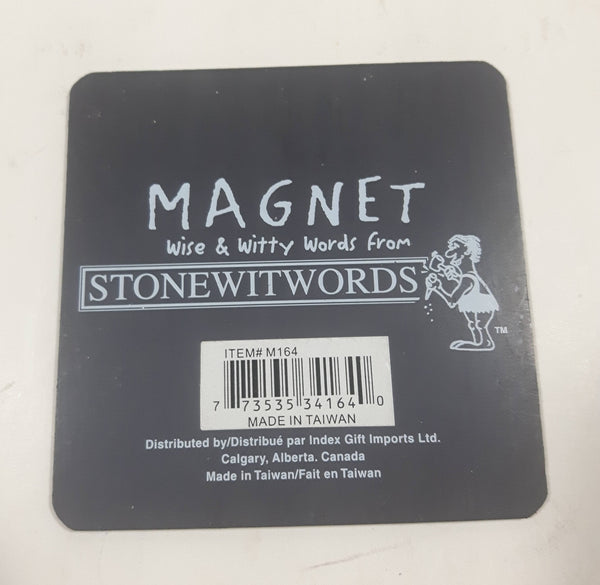 MAGNET
Wise & Witty Words From
STONEWITWORDS
TM
ITEM# M164
7 73535 34164 0
MADE IN TAIWAN
Distributed by/Distribué par Index Gift Imports Ltd.
Calgary, Alberta. Canada
Made in Taiwan/Fait en Taiwan